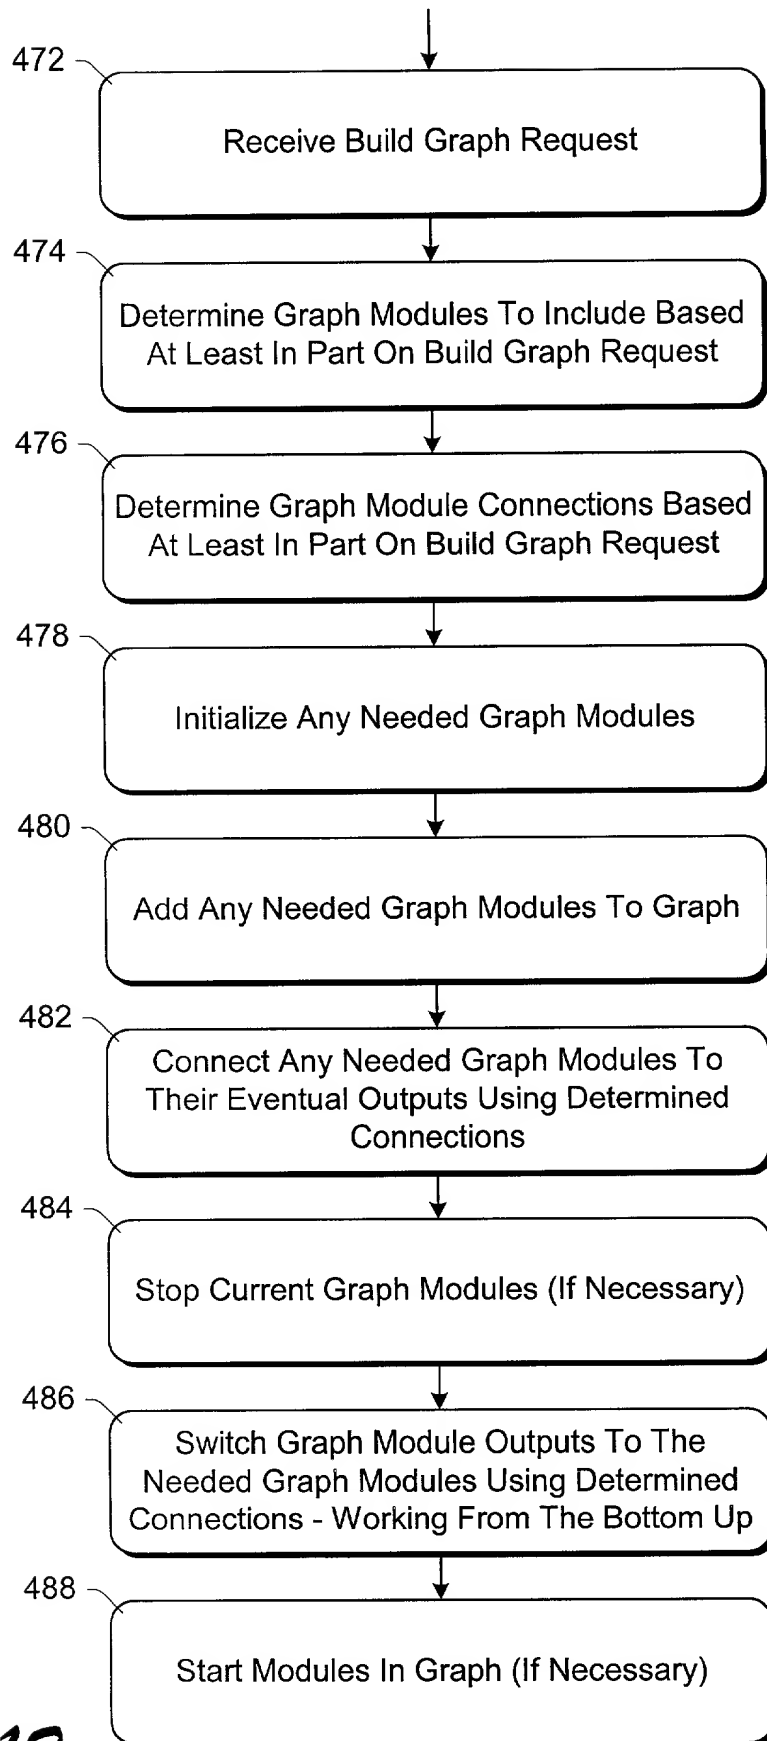 472
Receive Build Graph Request
474
Determine Graph Modules To Include Based
At Least In Part On Build Graph Request
476
Determine Graph Module Connections Based
At Least In Part On Build Graph Request
478
Initialize Any Needed Graph Modules
480
Add Any Needed Graph Modules To Graph
482
Connect Any Needed Graph Modules To
Their Eventual Outputs Using Determined
Connections
484
Stop Current Graph Modules (If Necessary)
486
Switch Graph Module Outputs To The
Needed Graph Modules Using Determined
Connections - Working From The Bottom Up
488
Start Modules In Graph (If Necessary)